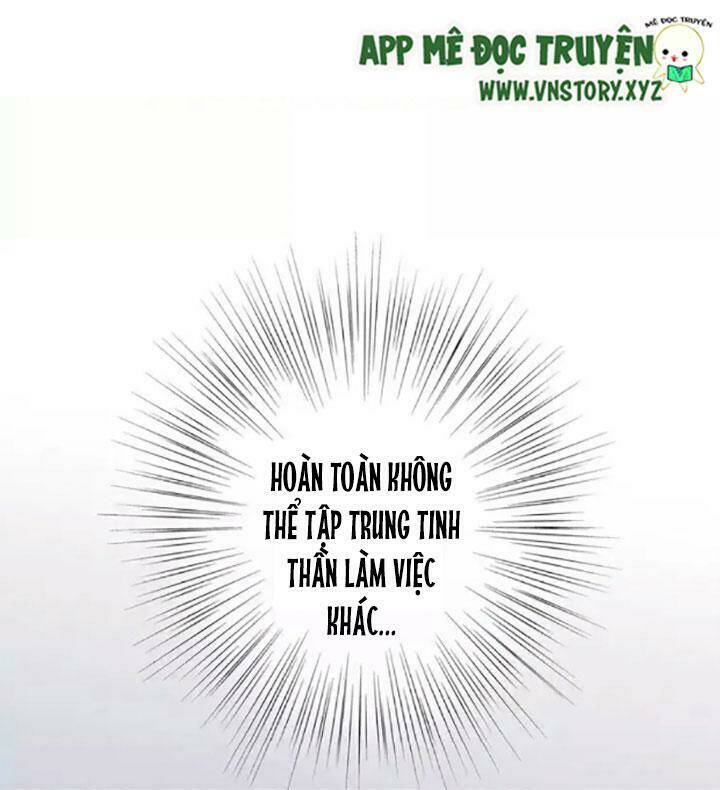 MÊ ĐỌC TRUYỆN
APP MÊ ĐỌC TRUYỆN
WWW.VNSTORY.XYZ
HOÀN TOÀN KHÔNG
THỂ TẬP TRUNG TINH
THẦN LÀM VIỆC
KHÁC...